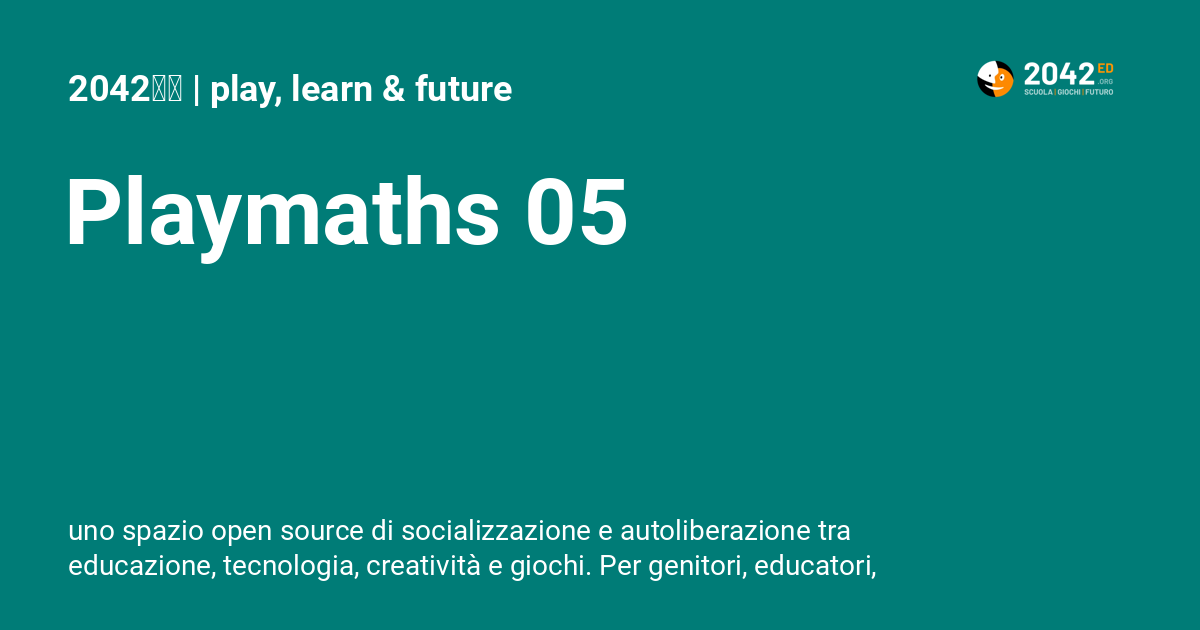 2042 | play, learn & future
2042 ED
.ORG
SCUOLA | GIOCHI | FUTURO
Playmaths 05
uno spazio open source di socializzazione e autoliberazione tra
educazione, tecnologia, creatività e giochi. Per genitori, educatori,